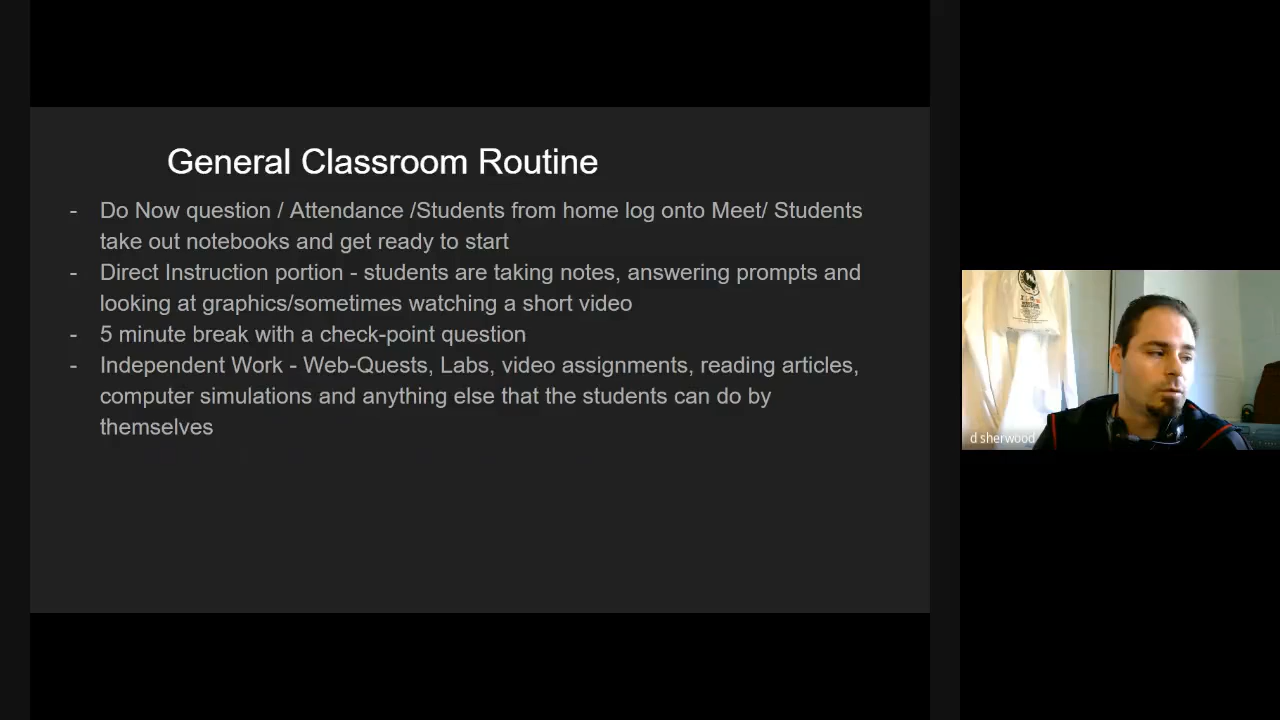 General Classroom Routine
- Do Now question / Attendance /Students from home log onto Meet/ Students
take out notebooks and get ready to start
- Direct Instruction portion - students are taking notes, answering prompts and
looking at graphics/sometimes watching a short video
- 5 minute break with a check-point question
- Independent Work - Web-Quests, Labs, video assignments, reading articles,
computer simulations and anything else that the students can do by
themselves
d sherwood